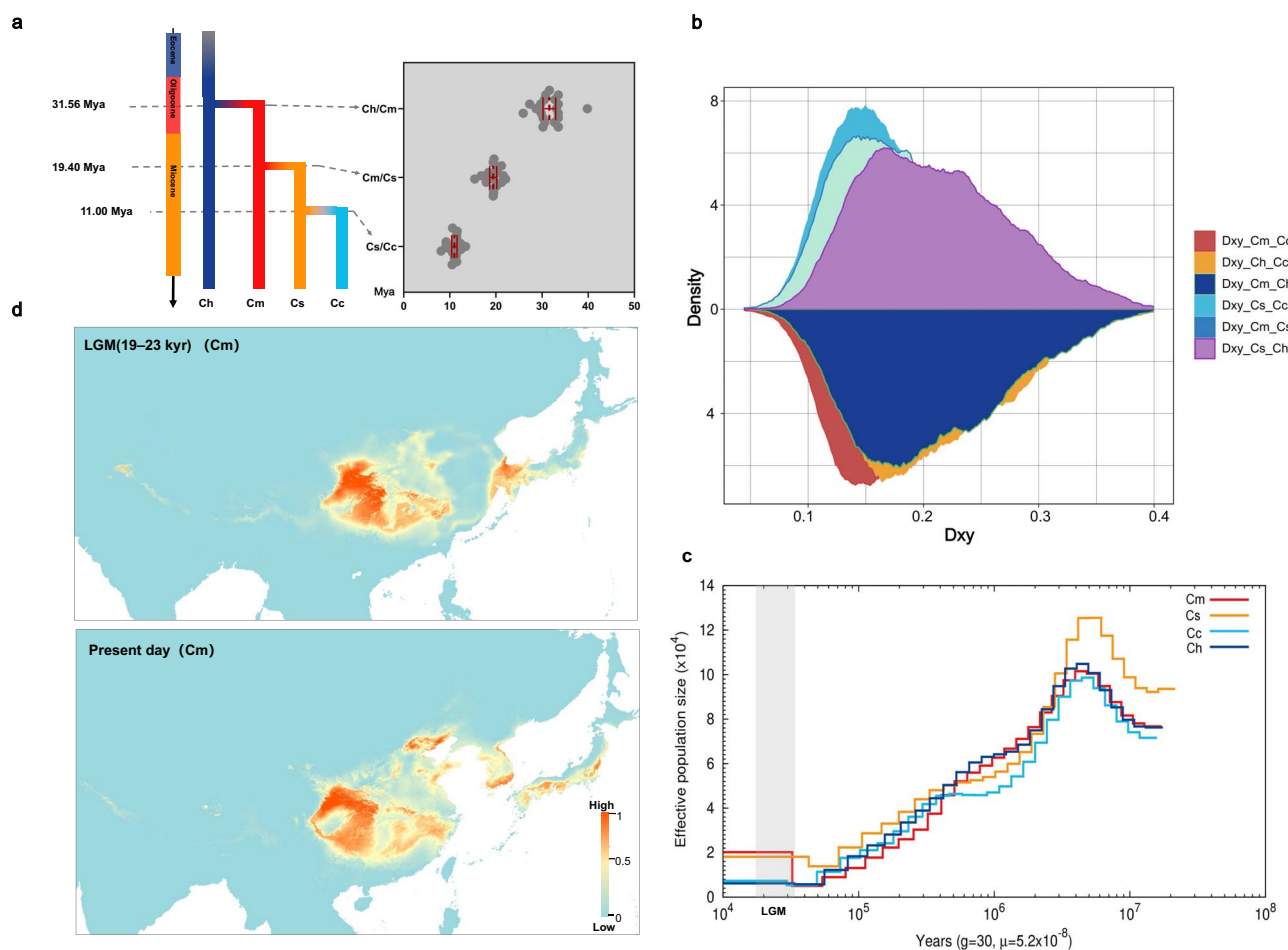 a
Eocene
Oligocene
Miocene
31.56 Mya
19.40 Mya
11.00 Mya
Ch
Cm
Cs
Cc
Ch/Cm
Cm/Cs
Cs/Cc
Mya
0
10
20
30
40
50
b
8
4
0
4
Density
0.1
0.2
0.3
0.4
Dxy
Dxy_Cm_Cc
Dxy_Ch_Cc
Dxy_Cm_Ch
Dxy_Cs_Cc
Dxy_Cm_Cs
Dxy_Cs_Ch
d
LGM(19–23 kyr) (Cm)
Present day (Cm)
High
1
0.5
0
Low
c
14
12
10
8
6
4
2
0
Effective population size (x10⁴)
Cm
Cs
Cc
Ch
10⁴
LGM
10⁵
10⁶
10⁷
10⁸
Years (g=30, μ=5.2x10⁻⁸)